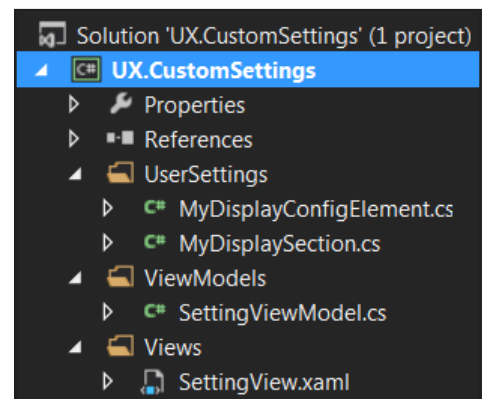 Solution 'UX.CustomSettings' (1 project)
C# UX.CustomSettings
Properties
References
UserSettings
C# MyDisplayConfigElement.cs
C# MyDisplaySection.cs
ViewModels
C# SettingViewModel.cs
Views
SettingView.xaml